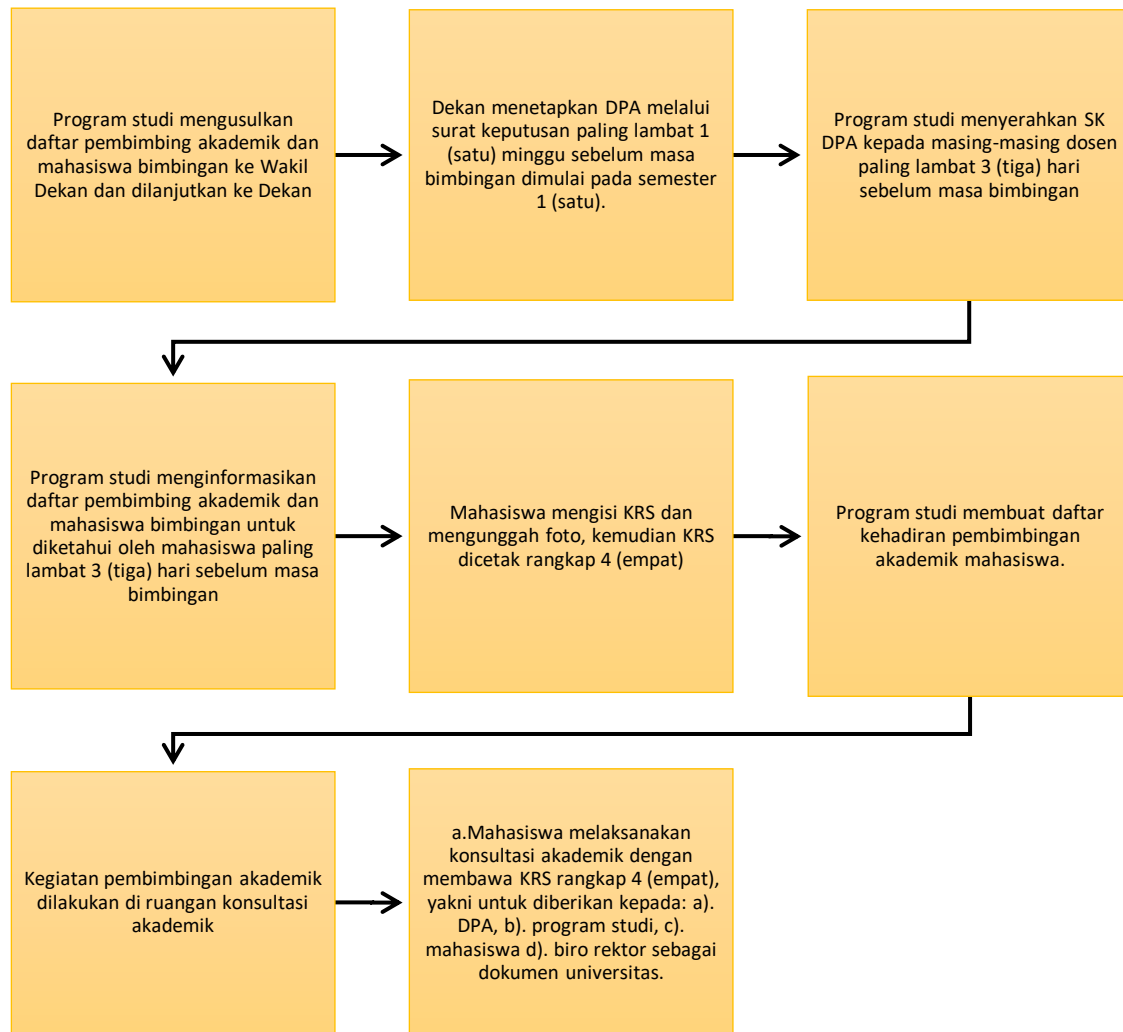 Program studi mengusulkan
daftar pembimbing akademik dan
mahasiswa bimbingan ke Wakil
Dekan dan dilanjutkan ke Dekan
Dekan menetapkan DPA melalui
surat keputusan paling lambat 1
(satu) minggu sebelum masa
bimbingan dimulai pada semester
1 (satu).
Program studi menyerahkan SK
DPA kepada masing-masing dosen
paling lambat 3 (tiga) hari
sebelum masa bimbingan
Program studi menginformasikan
daftar pembimbing akademik dan
mahasiswa bimbingan untuk
diketahui oleh mahasiswa paling
lambat 3 (tiga) hari sebelum masa
bimbingan
Mahasiswa mengisi KRS dan
mengunggah foto, kemudian KRS
dicetak rangkap 4 (empat)
Program studi membuat daftar
kehadiran pembimbingan
akademik mahasiswa.
Kegiatan pembimbingan akademik
dilakukan di ruangan konsultasi
akademik
a.Mahasiswa melaksanakan
konsultasi akademik dengan
membawa KRS rangkap 4 (empat),
yakni untuk diberikan kepada: a).
DPA, b). program studi, c).
mahasiswa d). biro rektor sebagai
dokumen universitas.